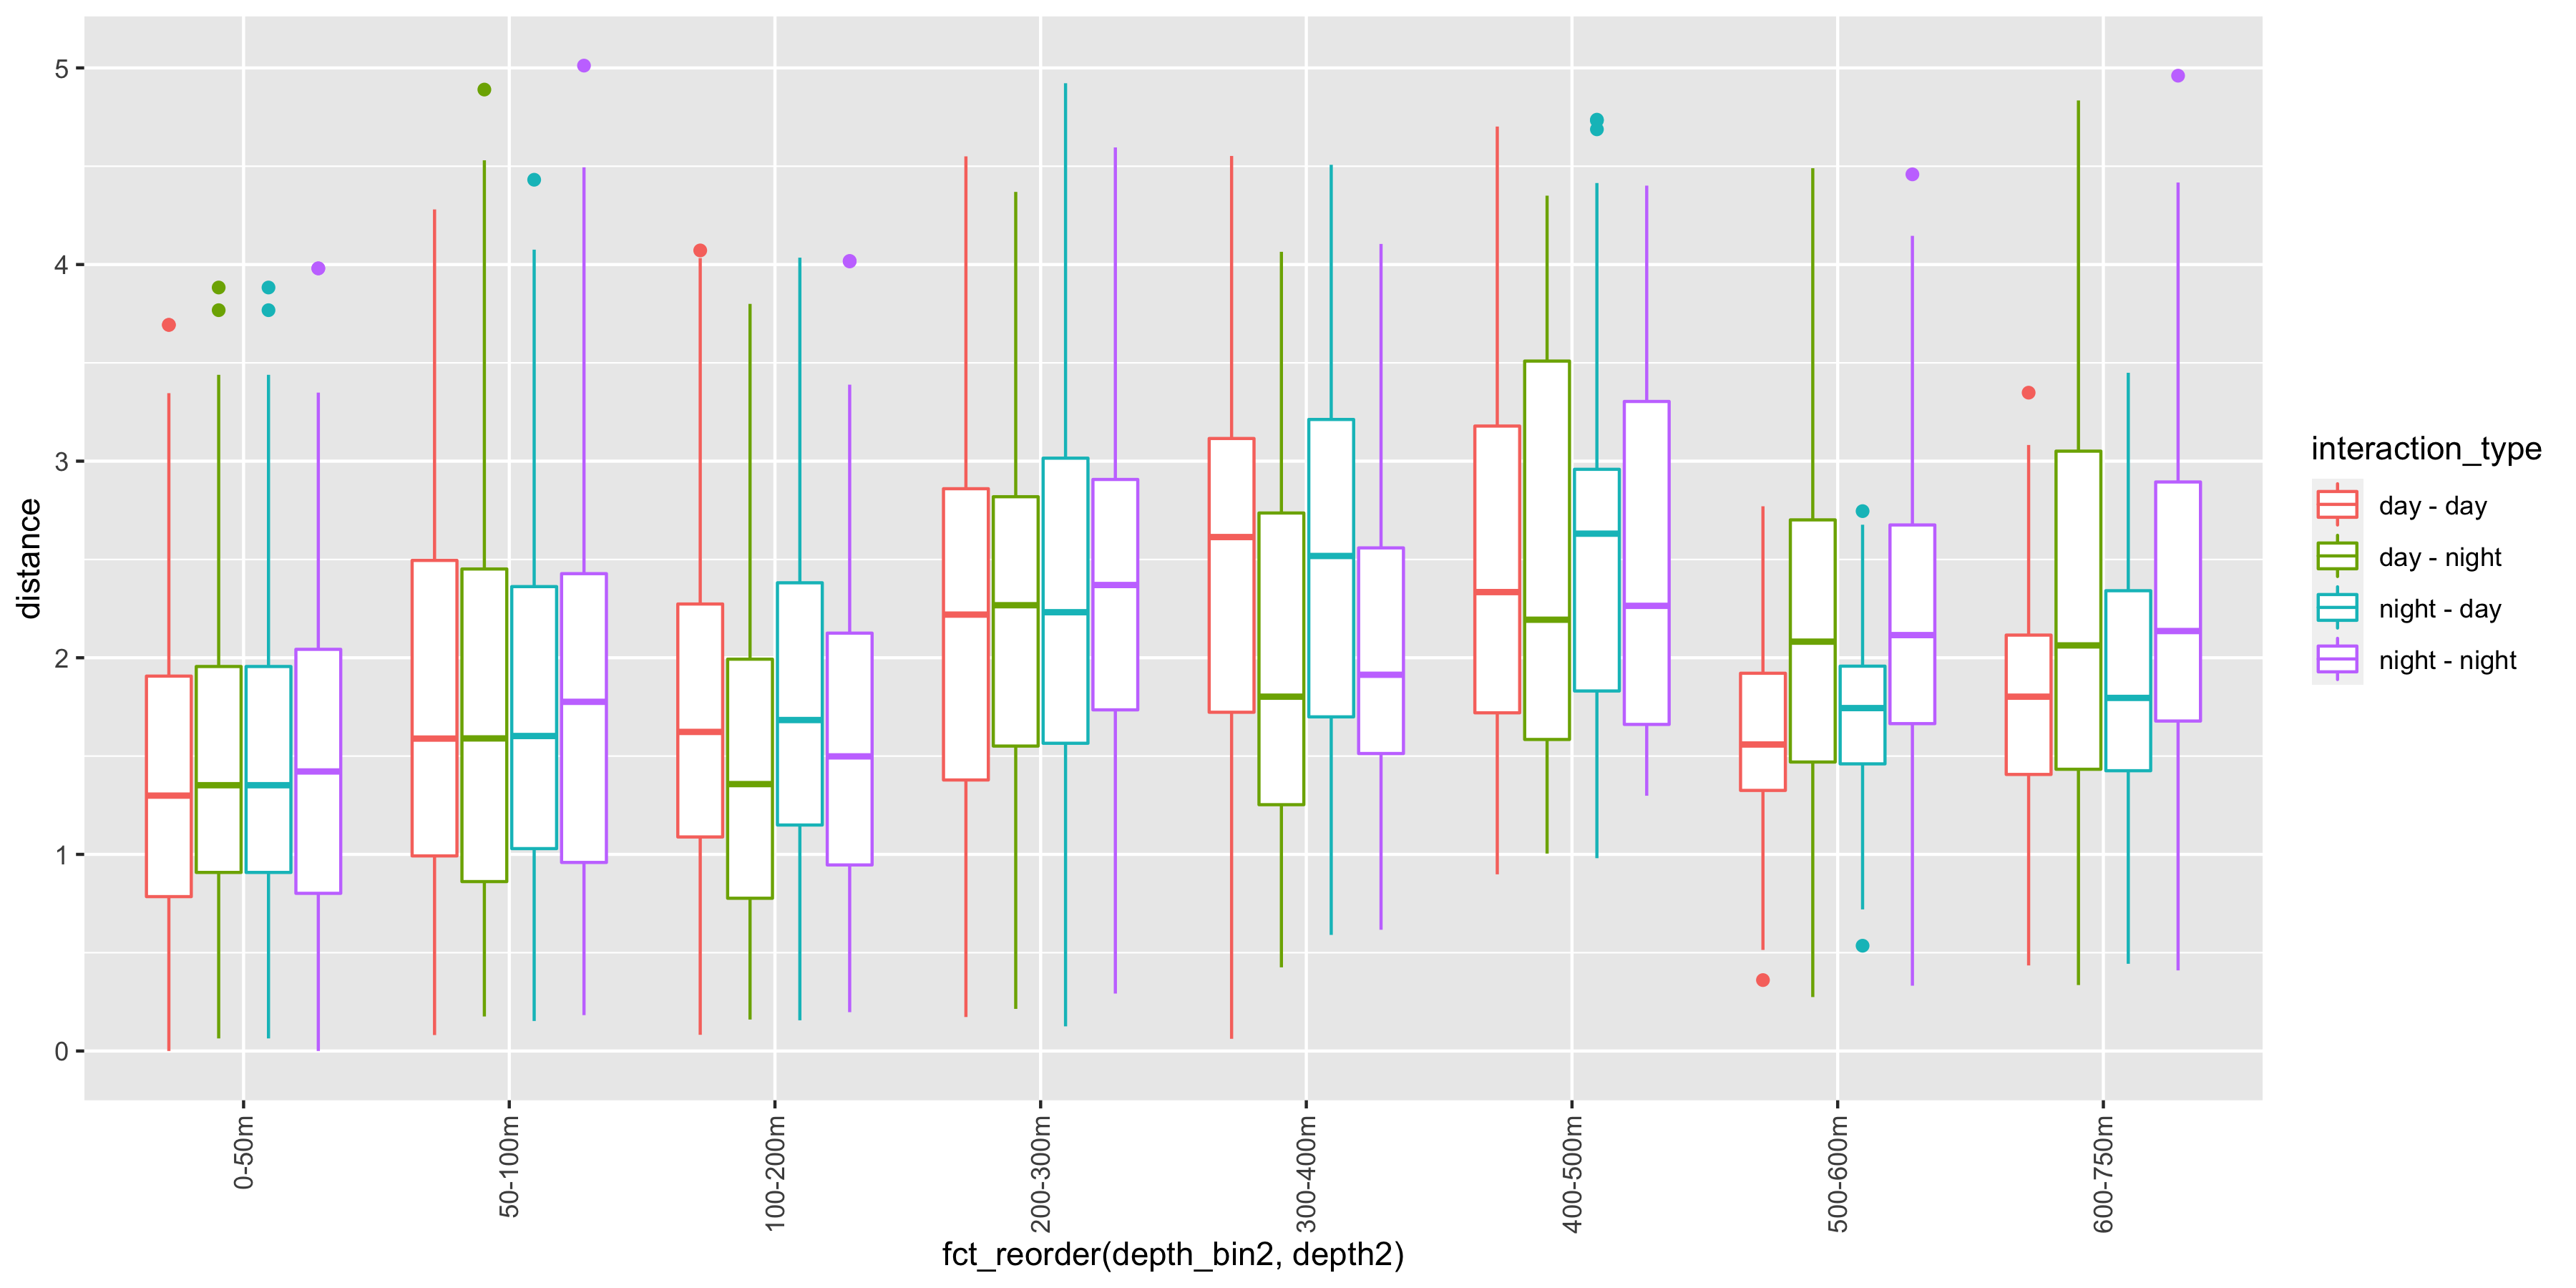 5
4
3
2
1
0
distance
0-50m
50-100m
100-200m
200-300m
300-400m
400-500m
500-600m
600-750m
fct_reorder(depth_bin2, depth2)
interaction_type
day - day
day - night
night - day
night - night